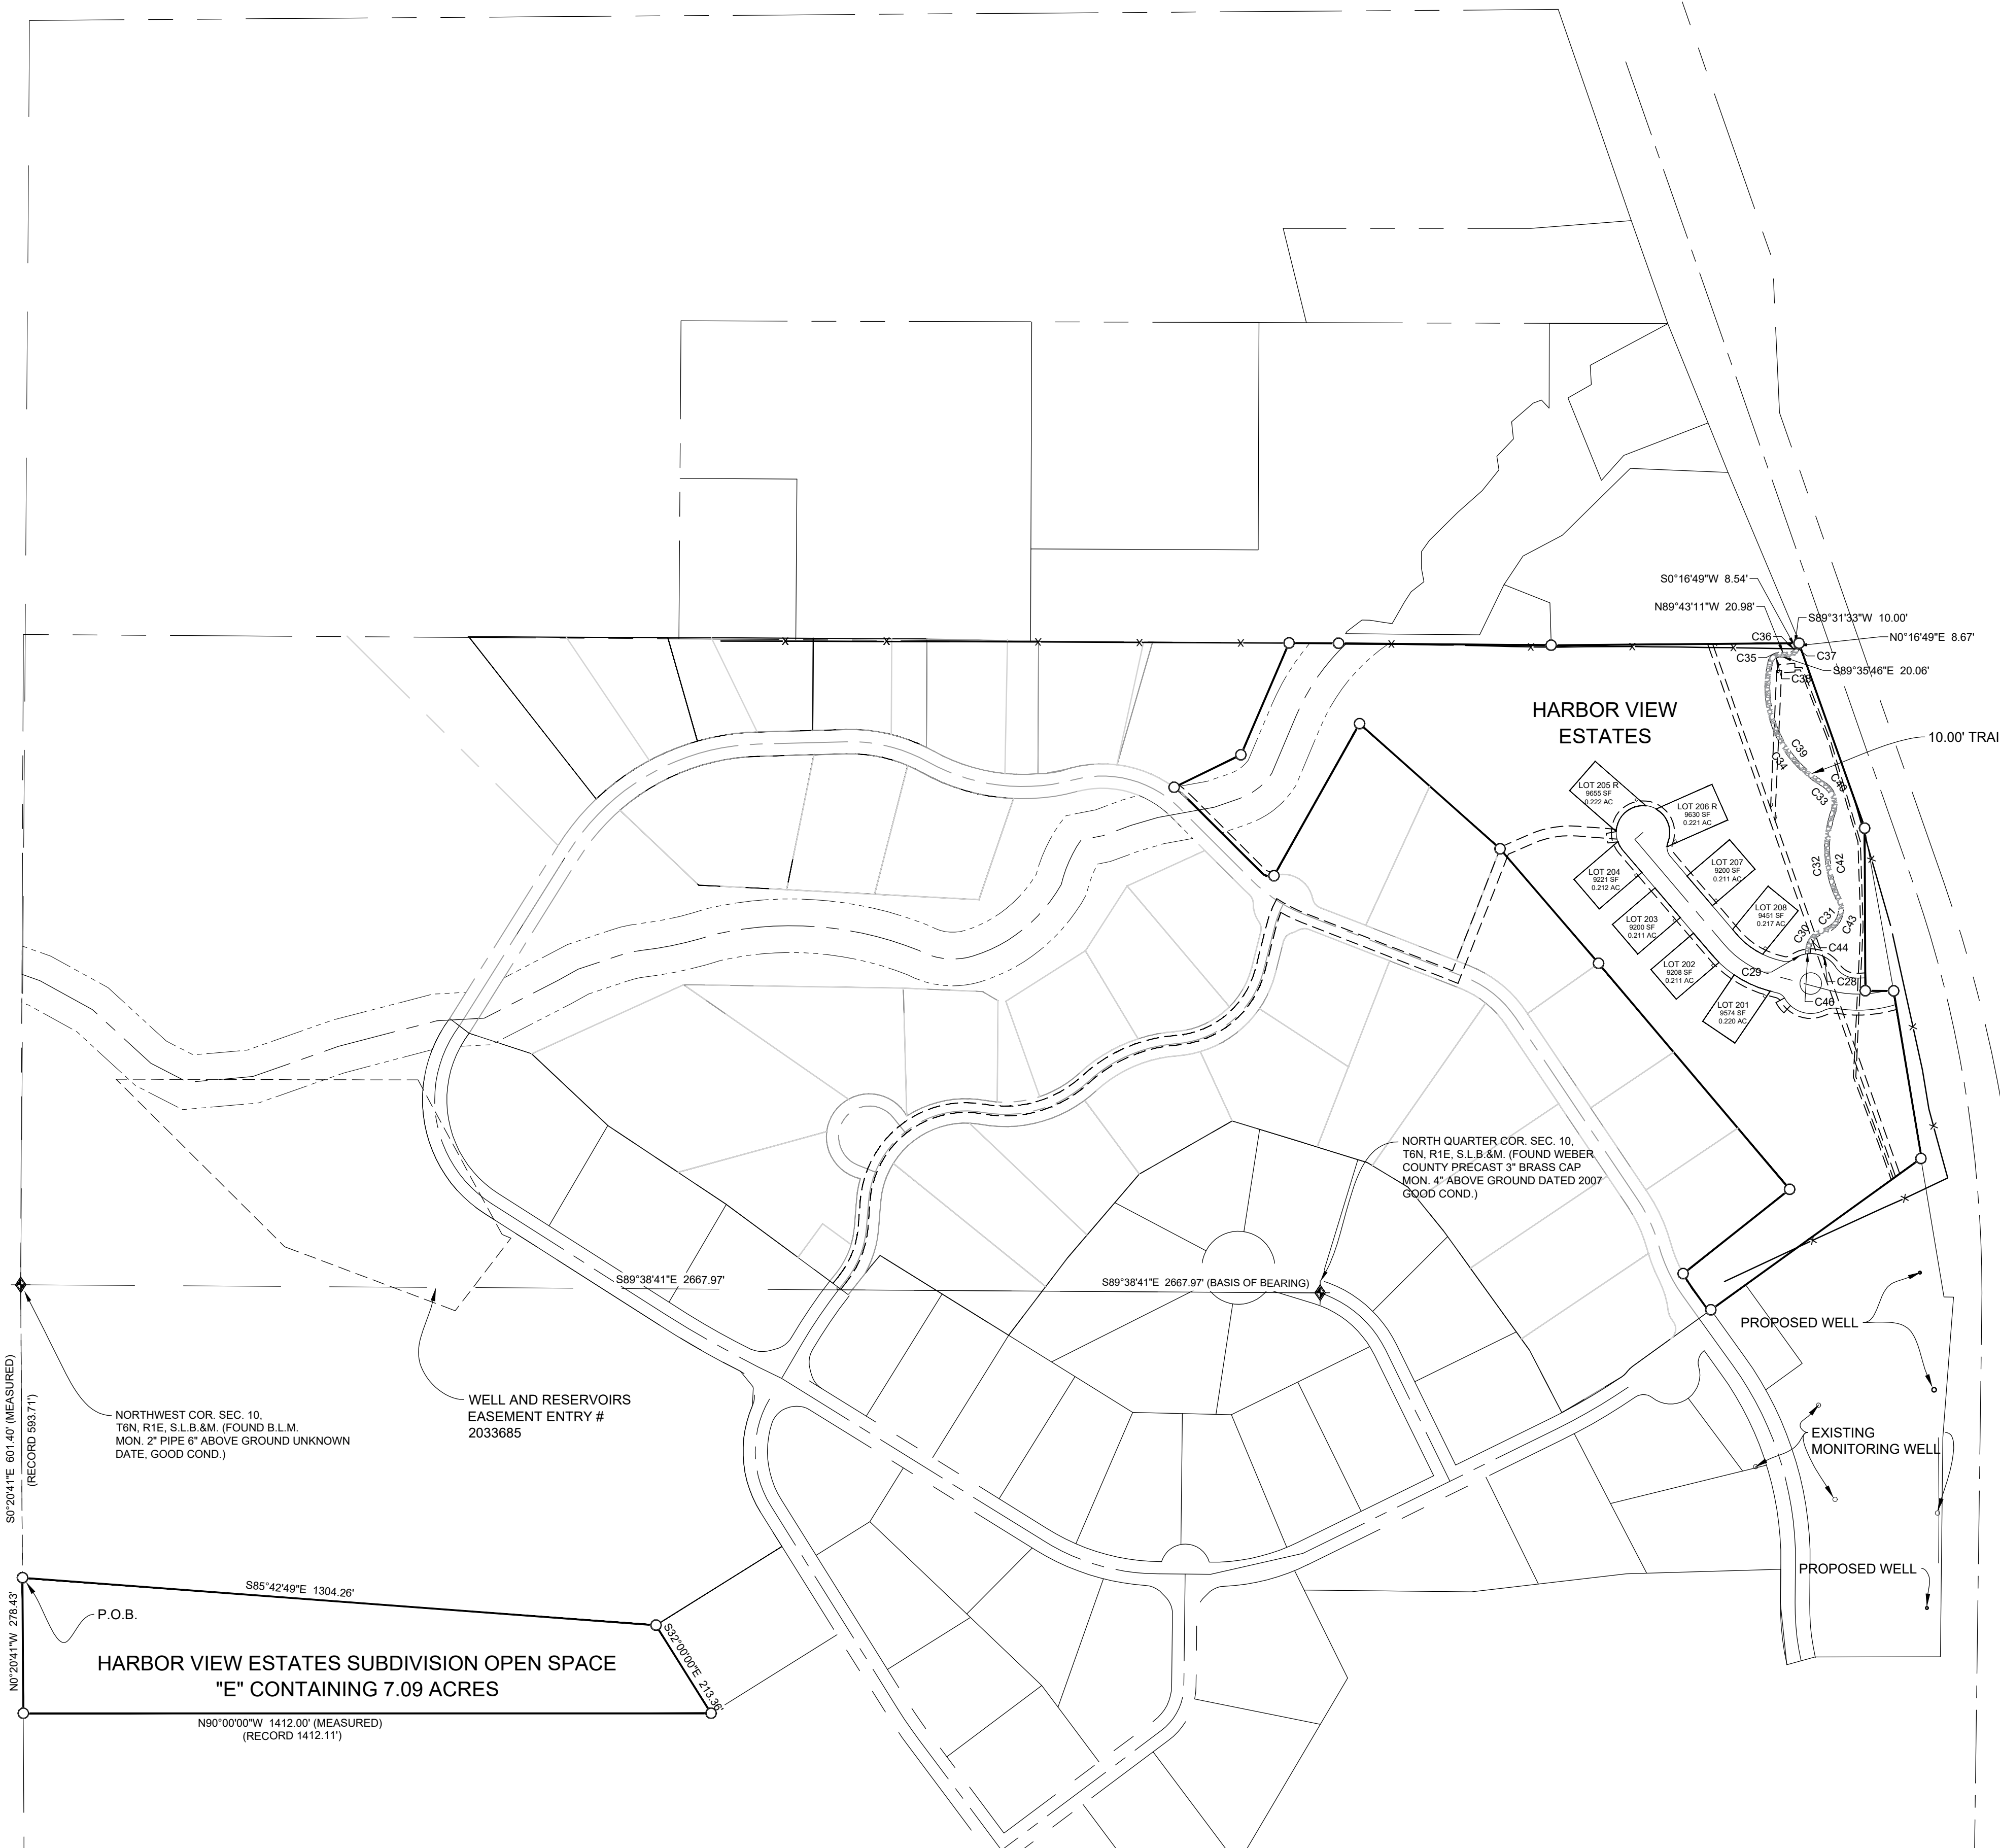 S0°16'49"W 8.54'
N89°43'11"W 20.98'
S89°31'33"W 10.00'
C36
N0°16'49"E 8.67'
C35
C37
S89°35'46"E 20.06'
C38
HARBOR VIEW
ESTATES
10.00' TRAI
C39
C34
C40
C33
LOT 205 R
9655 SF
0.222 AC
LOT 206 R
9630 SF
0.221 AC
LOT 204
9221 SF
0.212 AC
LOT 207
9200 SF
0.211 AC
C32
C42
LOT 203
9200 SF
0.211 AC
LOT 208
9451 SF
0.217 AC
C31
C43
C30
C44
LOT 202
9208 SF
0.211 AC
C29
C28
C46
LOT 201
9574 SF
0.220 AC
NORTH QUARTER COR. SEC. 10,
T6N, R1E, S.L.B.&M. (FOUND WEBER
COUNTY PRECAST 3" BRASS CAP
MON. 4" ABOVE GROUND DATED 2007
GOOD COND.)
S89°38'41"E 2667.97'
S89°38'41"E 2667.97' (BASIS OF BEARING)
PROPOSED WELL
S0°20'41"E 601.40' (MEASURED)
(RECORD 593.71')
NORTHWEST COR. SEC. 10,
T6N, R1E, S.L.B.&M. (FOUND B.L.M.
MON. 2" PIPE 6" ABOVE GROUND UNKNOWN
DATE, GOOD COND.)
WELL AND RESERVOIRS
EASEMENT ENTRY #
2033685
EXISTING
MONITORING WELL
PROPOSED WELL
S85°42'49"E 1304.26'
P.O.B.
N0°20'41"W 278.43'
S32°00'00"E 213.36'
HARBOR VIEW ESTATES SUBDIVISION OPEN SPACE
"E" CONTAINING 7.09 ACRES
N90°00'00"W 1412.00' (MEASURED)
(RECORD 1412.11')